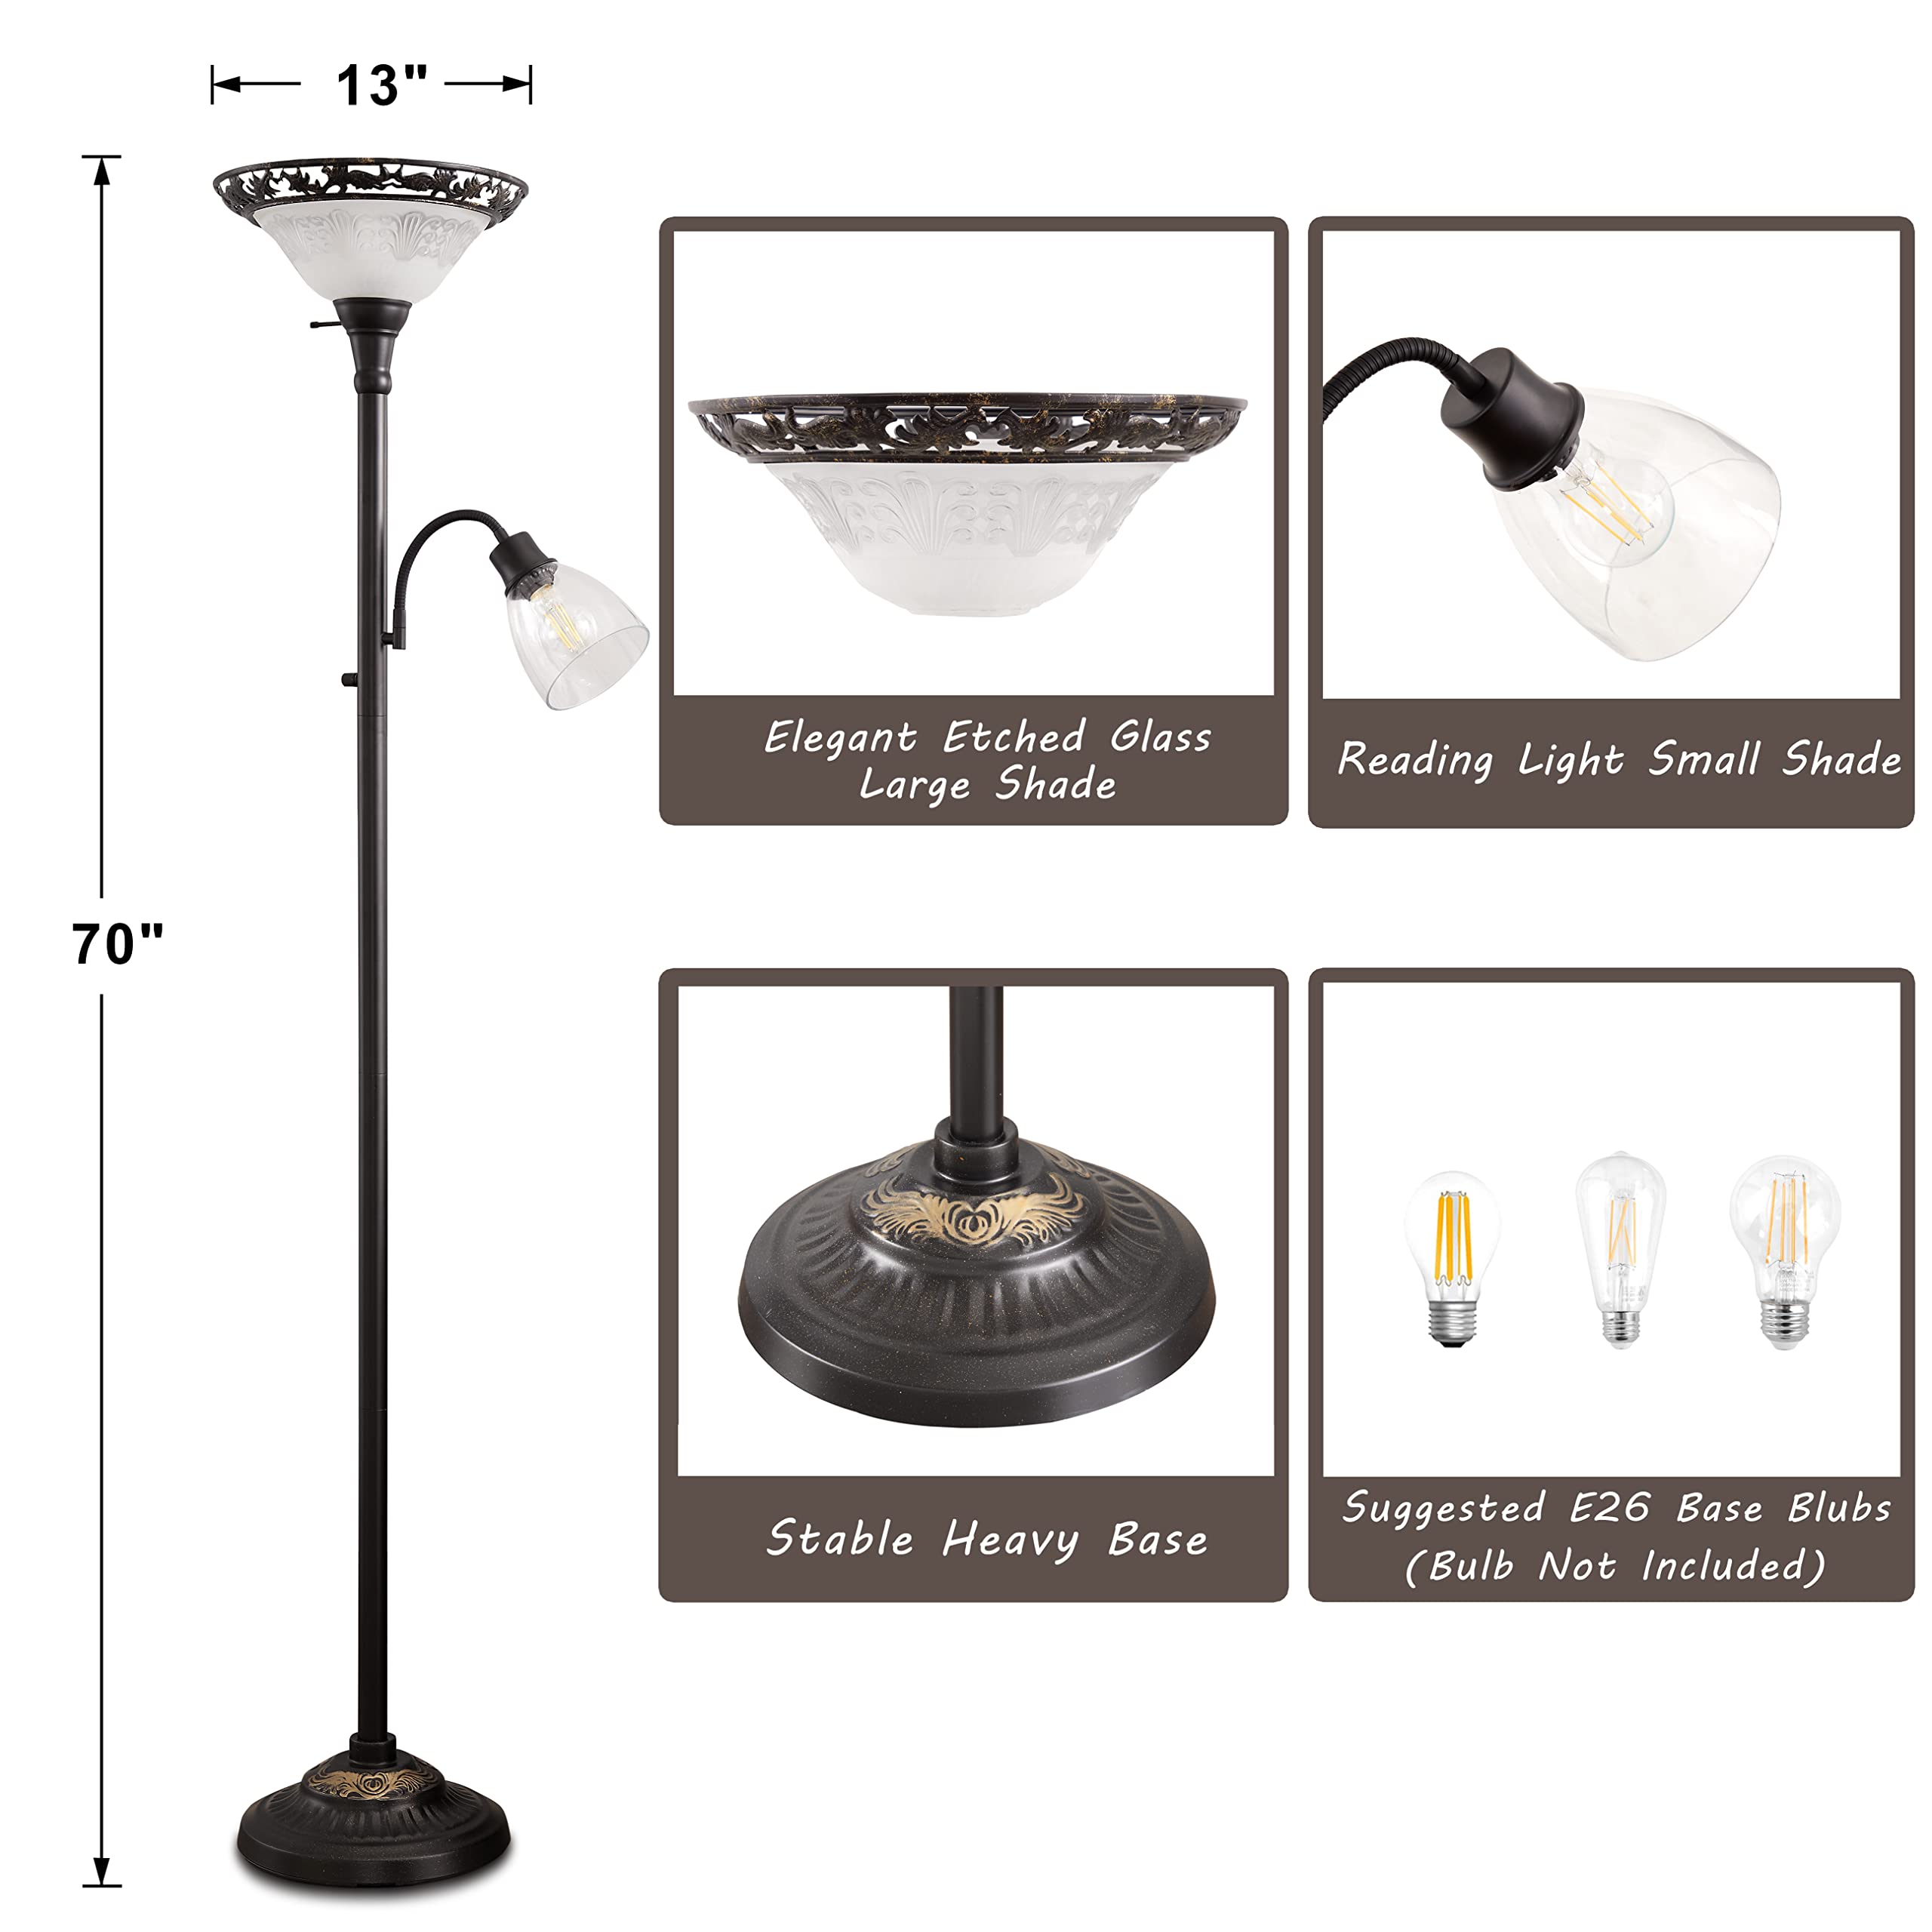 13"
70"
Elegant Etched Glass
Large Shade
Reading Light Small Shade
Stable Heavy Base
Suggested E26 Base Blubs
(Bulb Not Included)